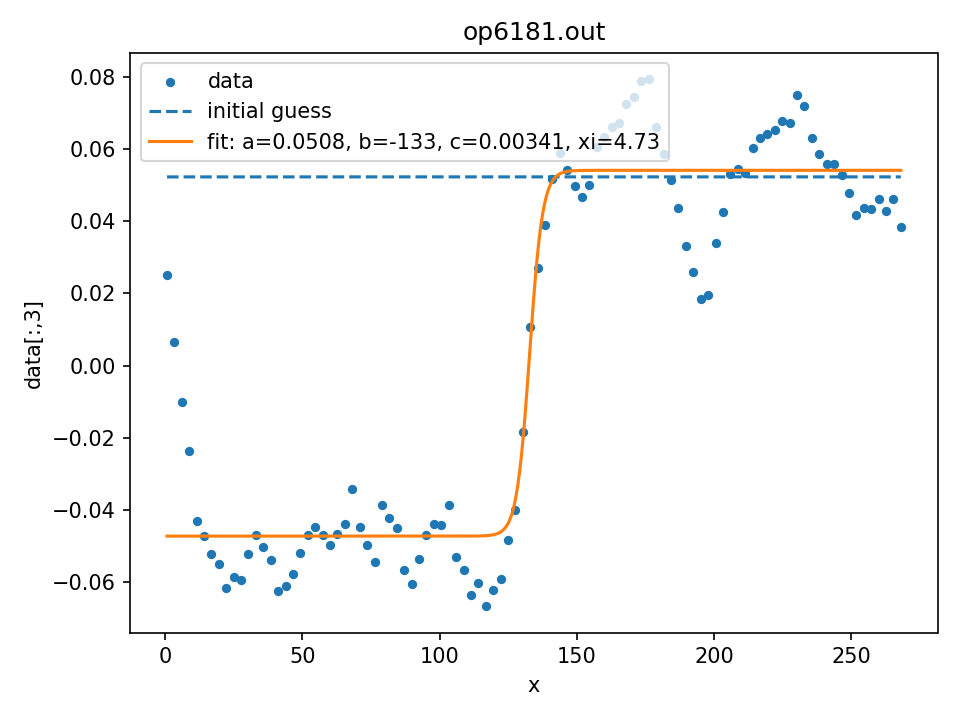 op6181.out
data
initial guess
fit: a=0.0508, b=-133, c=0.00341, xi=4.73
0.08
0.06
0.04
0.02
0.00
−0.02
−0.04
−0.06
data[:,3]
0 50 100 150 200 250
x